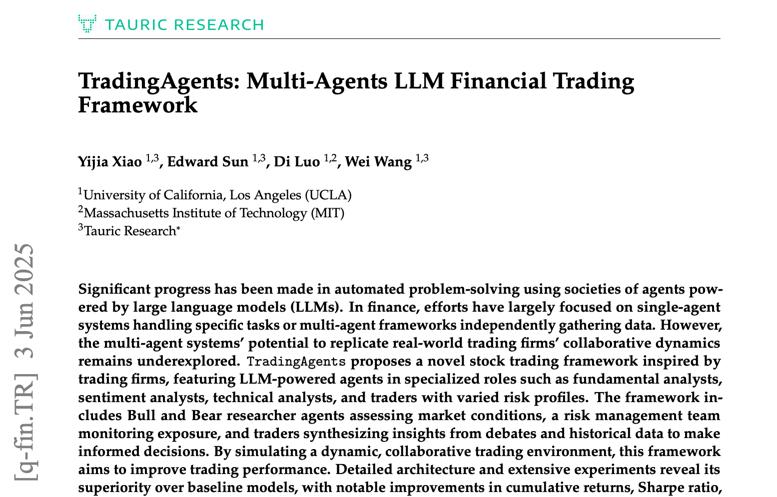 TAURIC RESEARCH
TradingAgents: Multi-Agents LLM Financial Trading
Framework
Yijia Xiao 1,3, Edward Sun 1,3, Di Luo 1,2, Wei Wang 1,3
1University of California, Los Angeles (UCLA)
2Massachusetts Institute of Technology (MIT)
3Tauric Research*
[q-fin.TR] 3 Jun 2025
Significant progress has been made in automated problem-solving using societies of agents pow-
ered by large language models (LLMs). In finance, efforts have largely focused on single-agent
systems handling specific tasks or multi-agent frameworks independently gathering data. However,
the multi-agent systems' potential to replicate real-world trading firms' collaborative dynamics
remains underexplored. TradingAgents proposes a novel stock trading framework inspired by
trading firms, featuring LLM-powered agents in specialized roles such as fundamental analysts,
sentiment analysts, technical analysts, and traders with varied risk profiles. The framework in-
cludes Bull and Bear researcher agents assessing market conditions, a risk management team
monitoring exposure, and traders synthesizing insights from debates and historical data to make
informed decisions. By simulating a dynamic, collaborative trading environment, this framework
aims to improve trading performance. Detailed architecture and extensive experiments reveal its
superiority over baseline models, with notable improvements in cumulative returns, Sharpe ratio,